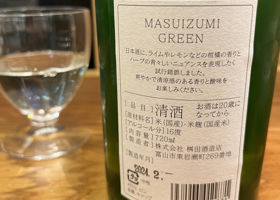 MASUIZUMI
GREEN
日本酒に、ライムやレモンなどの柑橘の香りと
ハーブの青々しいニュアンスを表現したく
試行錯誤しました。
爽やかで清涼感のある香りと酸味を
お楽しみください。
[品目]清酒
お酒は20歳に
なってから
[原材料名]米(国産)・米麹(国産米)
[アルコール分]16度
[内容量]720ml
[製造者]株式会社 桝田酒造店
富山市東岩瀬町269番地
[製造年月]
2024. 2.